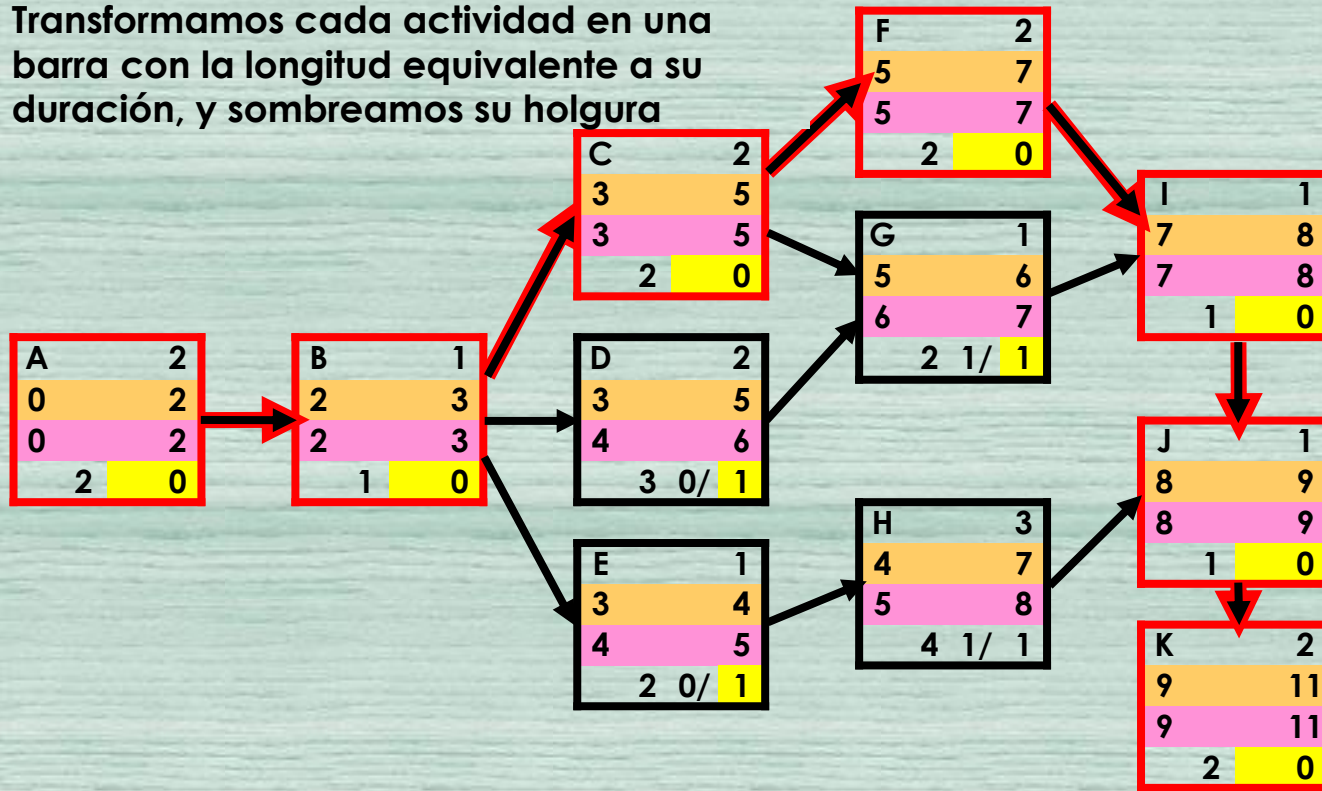 Transformamos cada actividad en una
barra con la longitud equivalente a su
duración, y sombreamos su holgura
A 2
0 2
0 2
2 0
B 1
2 3
2 3
1 0
C 2
3 5
3 5
2 0
D 2
3 5
4 6
3 0/ 1
E 1
3 4
4 5
2 0/ 1
F 2
5 7
5 7
2 0
G 1
5 6
6 7
2 1/ 1
H 3
4 7
5 8
4 1/ 1
I 1
7 8
7 8
1 0
J 1
8 9
8 9
1 0
K 2
9 11
9 11
2 0